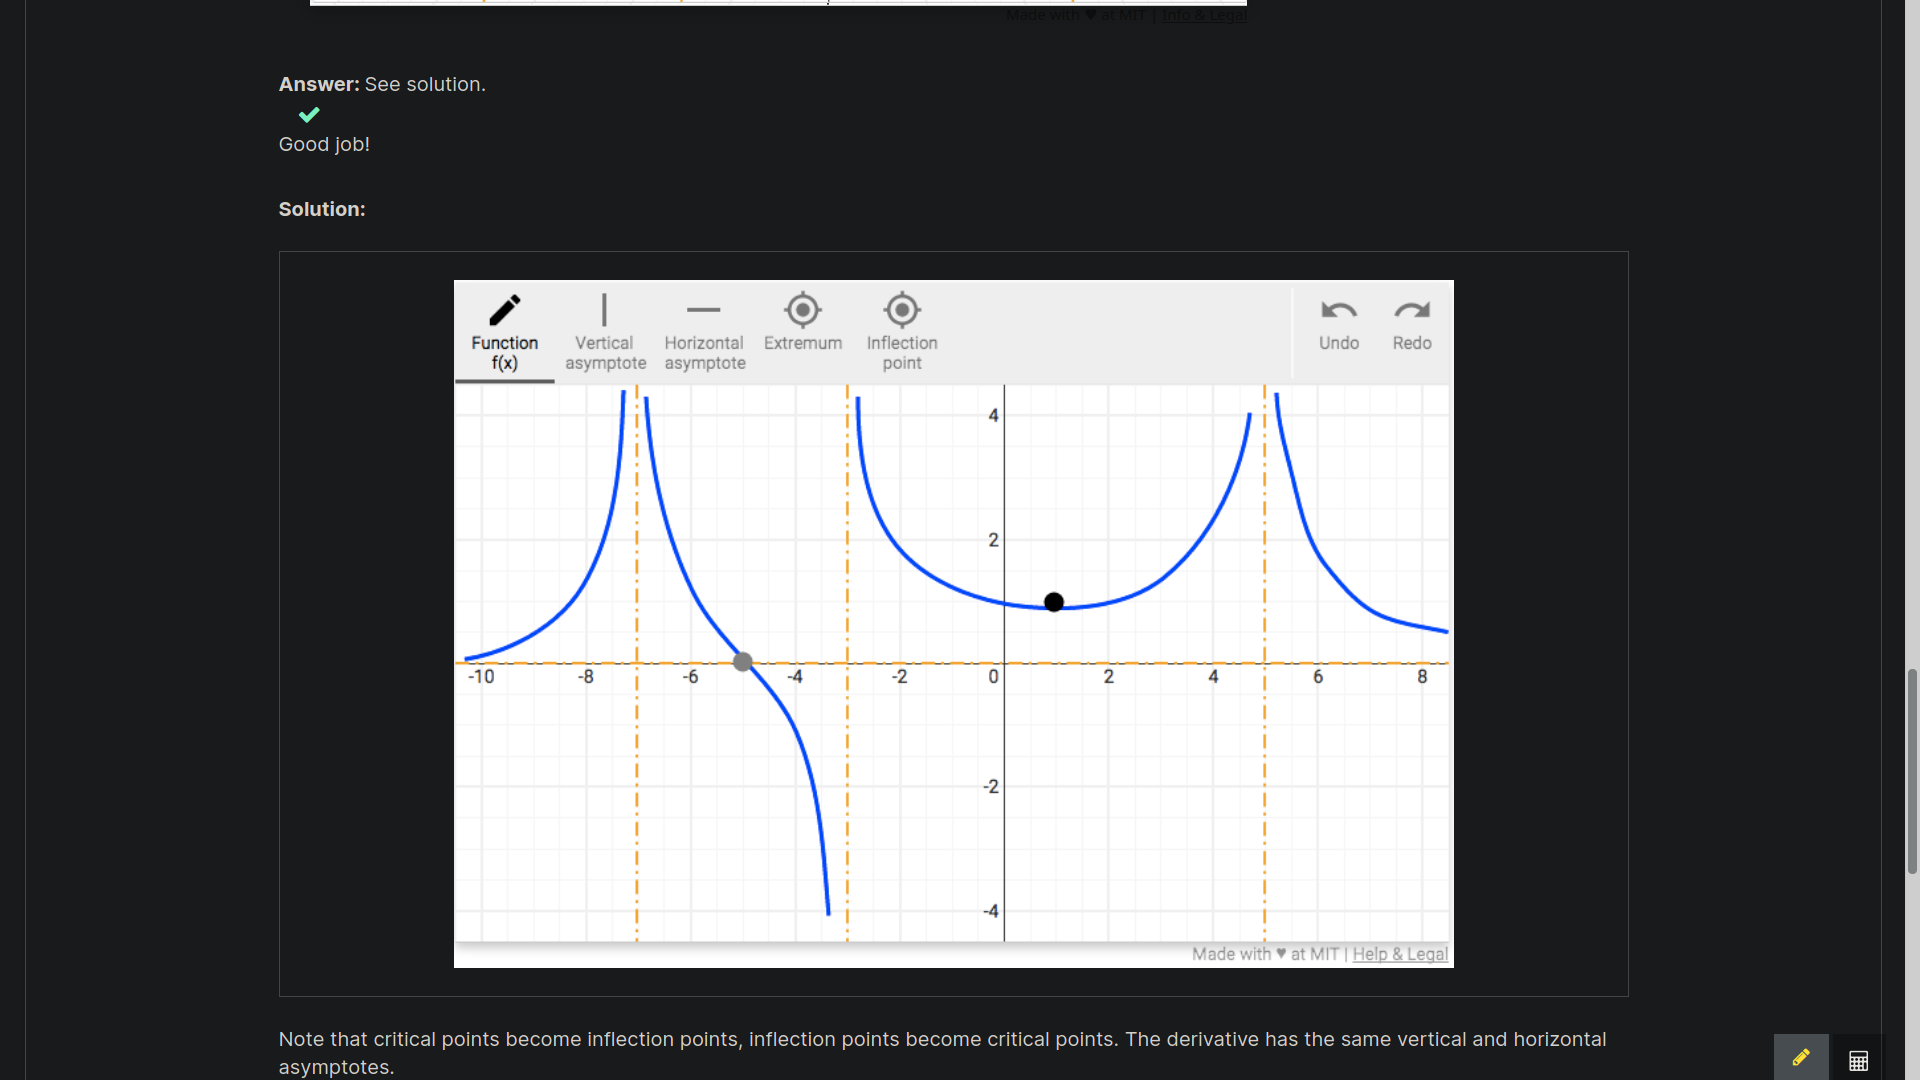 Made with ♥ at MIT | Info & Legal
Answer: See solution.
Good job!
Solution:
Function f(x)
Vertical asymptote
Horizontal asymptote
Extremum
Inflection point
Undo
Redo
4
2
-10 -8 -6 -4 -2 0 2 4 6 8
-2
-4
Made with ♥ at MIT | Help & Legal
Note that critical points become inflection points, inflection points become critical points. The derivative has the same vertical and horizontal
asymptotes.